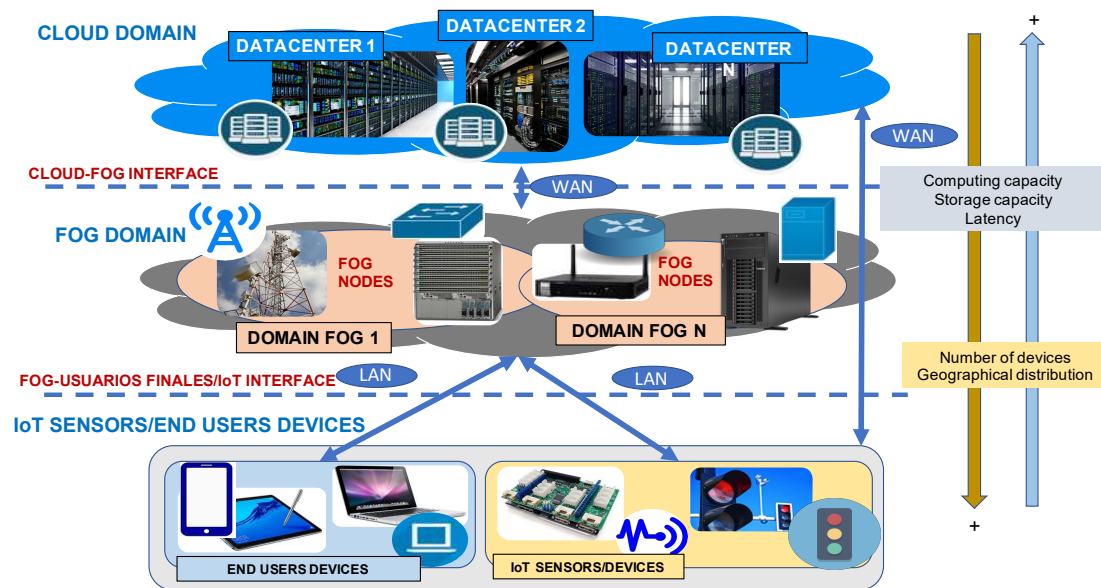 CLOUD DOMAIN
DATACENTER 1
DATACENTER 2
DATACENTER
N
+
WAN
CLOUD-FOG INTERFACE
WAN
Computing capacity
Storage capacity
Latency
FOG DOMAIN
FOG
NODES
FOG
NODES
DOMAIN FOG 1
DOMAIN FOG N
Number of devices
Geographical distribution
FOG-USUARIOS FINALES/IoT INTERFACE
LAN
LAN
IoT SENSORS/END USERS DEVICES
+
END USERS DEVICES
IoT SENSORS/DEVICES